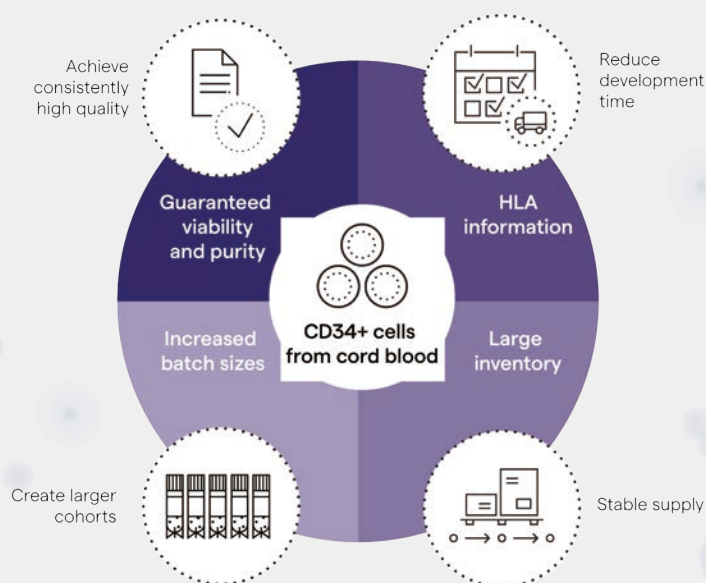 Achieve
consistently
high quality
Reduce
development
time
Guaranteed
viability
and purity
HLA
information
CD34+ cells
from cord blood
Increased
batch sizes
Large
inventory
Create larger
cohorts
Stable supply